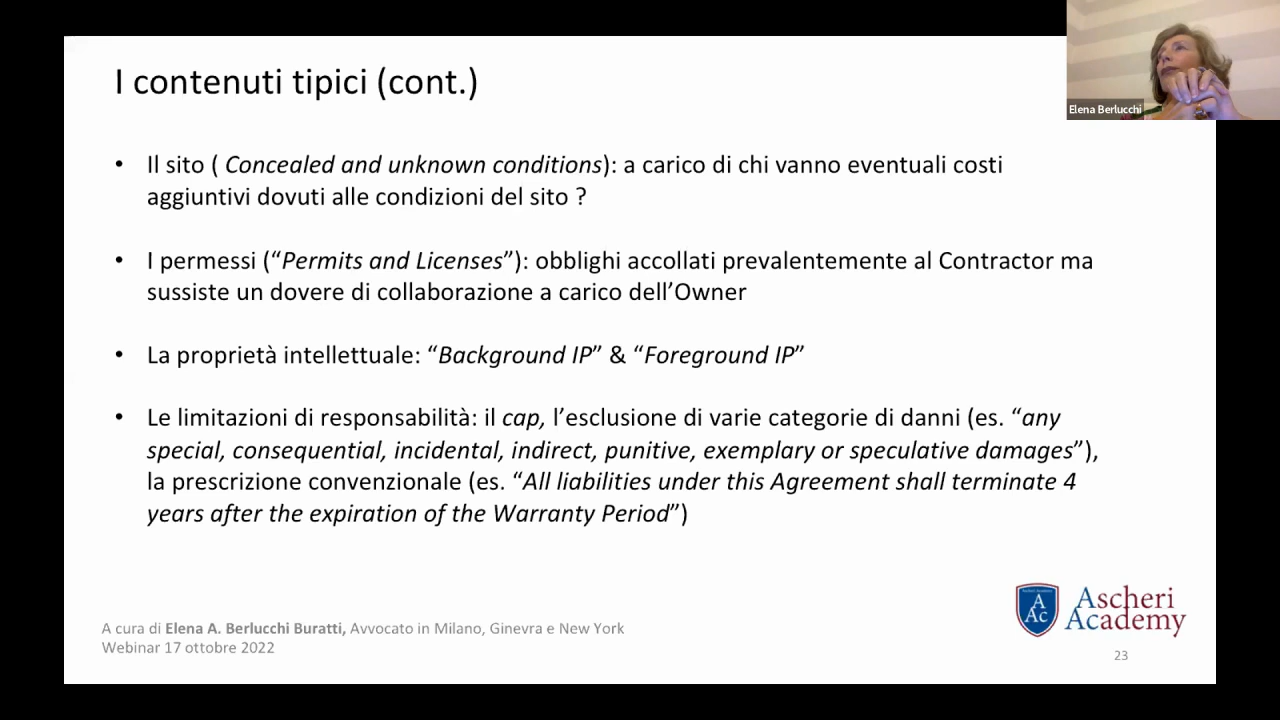 I contenuti tipici (cont.)
Elena Berlucchi
• Il sito ( Concealed and unknown conditions): a carico di chi vanno eventuali costi
aggiuntivi dovuti alle condizioni del sito ?
• I permessi (“Permits and Licenses”): obblighi accollati prevalentemente al Contractor ma
sussiste un dovere di collaborazione a carico dell’Owner
• La proprietà intellettuale: “Background IP” & “Foreground IP”
• Le limitazioni di responsabilità: il cap, l’esclusione di varie categorie di danni (es. “any
special, consequential, incidental, indirect, punitive, exemplary or speculative damages”),
la prescrizione convenzionale (es. “All liabilities under this Agreement shall terminate 4
years after the expiration of the Warranty Period”)
A cura di Elena A. Berlucchi Buratti, Avvocato in Milano, Ginevra e New York
Webinar 17 ottobre 2022
A
Ac
Ascheri
Academy
23